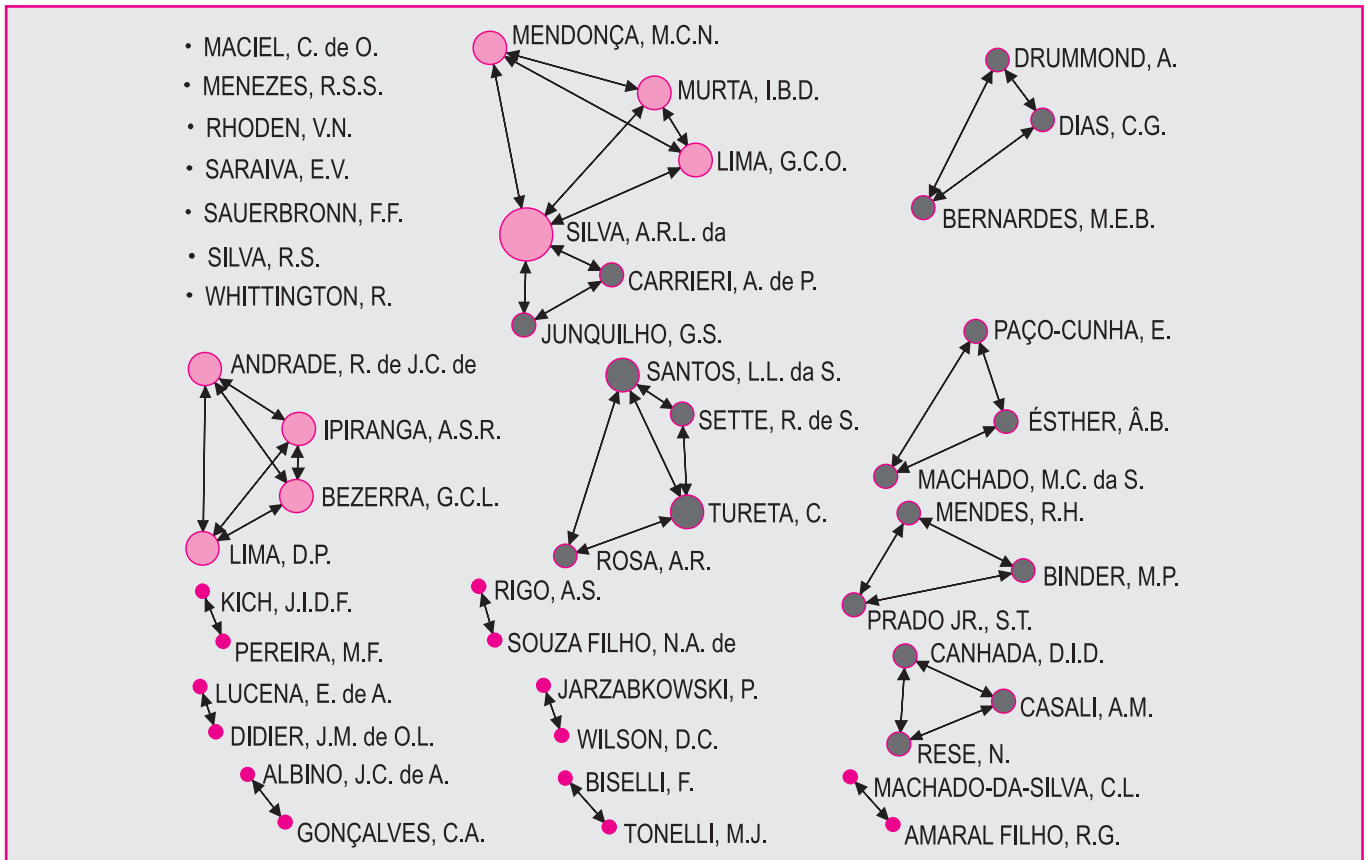 • MACIEL, C. de O.
• MENEZES, R.S.S.
• RHODEN, V.N.
• SARAIVA, E.V.
• SAUERBRONN, F.F.
• SILVA, R.S.
• WHITTINGTON, R.
MENDONÇA, M.C.N.
MURTA, I.B.D.
LIMA, G.C.O.
SILVA, A.R.L. da
CARRIERI, A. de P.
JUNQUILHO, G.S.
DRUMMOND, A.
DIAS, C.G.
BERNARDES, M.E.B.
ANDRADE, R. de J.C. de
IPIRANGA, A.S.R.
BEZERRA, G.C.L.
LIMA, D.P.
SANTOS, L.L. da S.
SETTE, R. de S.
TURETA, C.
ROSA, A.R.
PAÇO-CUNHA, E.
ÉSTHER, Â.B.
MACHADO, M.C. da S.
MENDES, R.H.
BINDER, M.P.
PRADO JR., S.T.
KICH, J.I.D.F.
PEREIRA, M.F.
RIGO, A.S.
SOUZA FILHO, N.A. de
CANHADA, D.I.D.
CASALI, A.M.
RESE, N.
LUCENA, E. de A.
DIDIER, J.M. de O.L.
JARZABKOWSKI, P.
WILSON, D.C.
ALBINO, J.C. de A.
GONÇALVES, C.A.
BISELLI, F.
TONELLI, M.J.
MACHADO-DA-SILVA, C.L.
AMARAL FILHO, R.G.